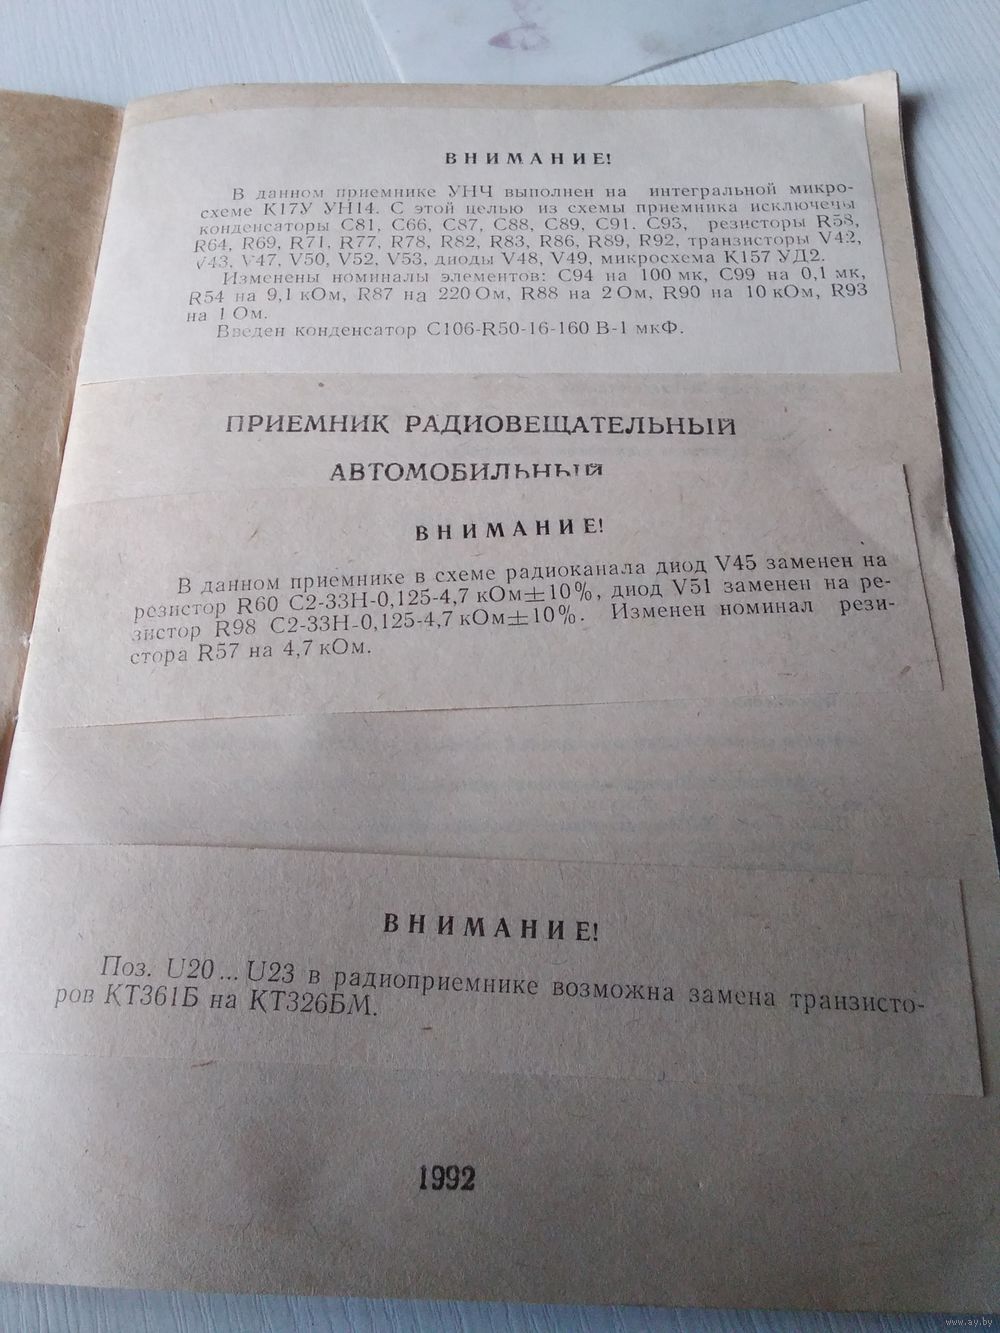 ВНИМАНИЕ!
В данном приемнике УНЧ выполнен на интегральной микро-
схеме К17У УН14. С этой целью из схемы приемника исключены
конденсаторы С81, С66, С87, С88, С89, С91. С93, резисторы R58,
R64, R69, R71, R77, R78, R82, R83, R86, R89, R92, транзисторы V42,
V43, V47, V50, V52, V53, диоды V48, V49, микросхема К157 УД2.
Изменены номиналы элементов: С94 на 100 мк, С99 на 0,1 мк,
R54 на 9,1 кОм, R87 на 220 Ом, R88 на 2 Ом, R90 на 10 кОм, R93
на 1 Ом.
Введен конденсатор С106-R50-16-160 В-1 мкФ.
ПРИЕМНИК РАДИОВЕЩАТЕЛЬНЫЙ
АВТОМОБИЛЬНЫЙ
ВНИМАНИЕ!
В данном приемнике в схеме радиоканала диод V45 заменен на
резистор R60 С2-33Н-0,125-4,7 кОм±10%, диод V51 заменен на ре-
зистор R98 С2-33Н-0,125-4,7 кОм±10%. Изменен номинал рези-
стора R57 на 4,7 кОм.
ВНИМАНИЕ!
Поз. U20 ... U23 в радиоприемнике возможна замена транзисто-
ров КТ361Б на КТ326БМ.
1992
www.ay.by